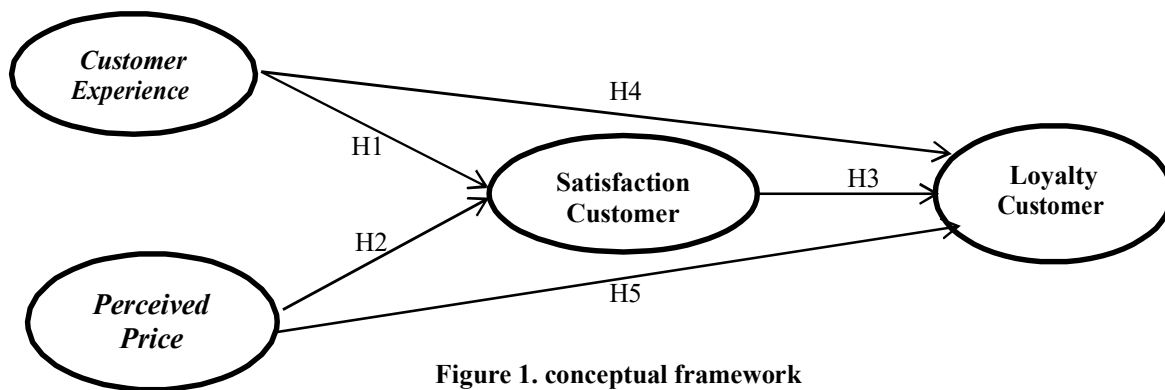 Customer
Experience
H4
H1
Satisfaction
Customer
H3
Loyalty
Customer
H2
Perceived
Price
H5
Figure 1. conceptual framework